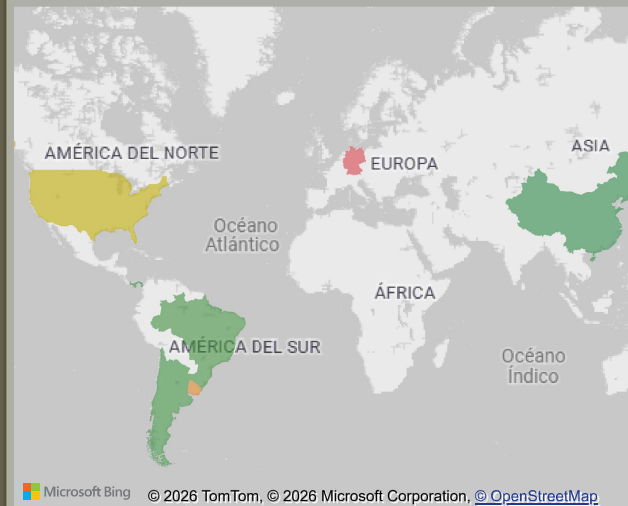 ASIA
AMÉRICA DEL NORTE
EUROPA
Océano
Atlántico
ÁFRICA
AMÉRICA DEL SUR
Océano
Índico
Microsoft Bing
© 2026 TomTom, © 2026 Microsoft Corporation, © OpenStreetMap